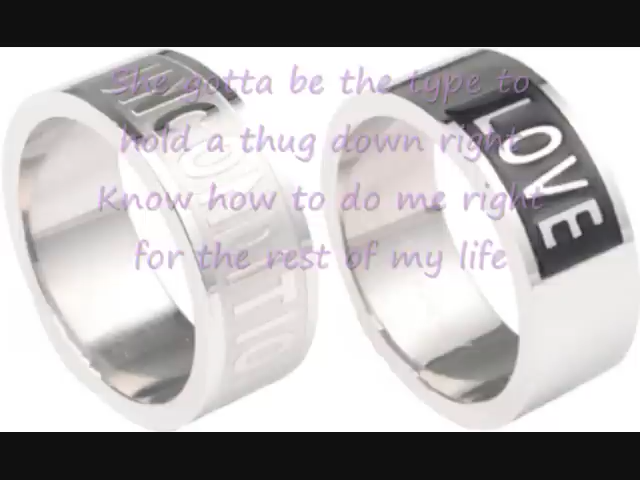 She gotta be the type to
hold a thug down right
Know how to do me right
for the rest of my life
UNCONDITIO
LOVE